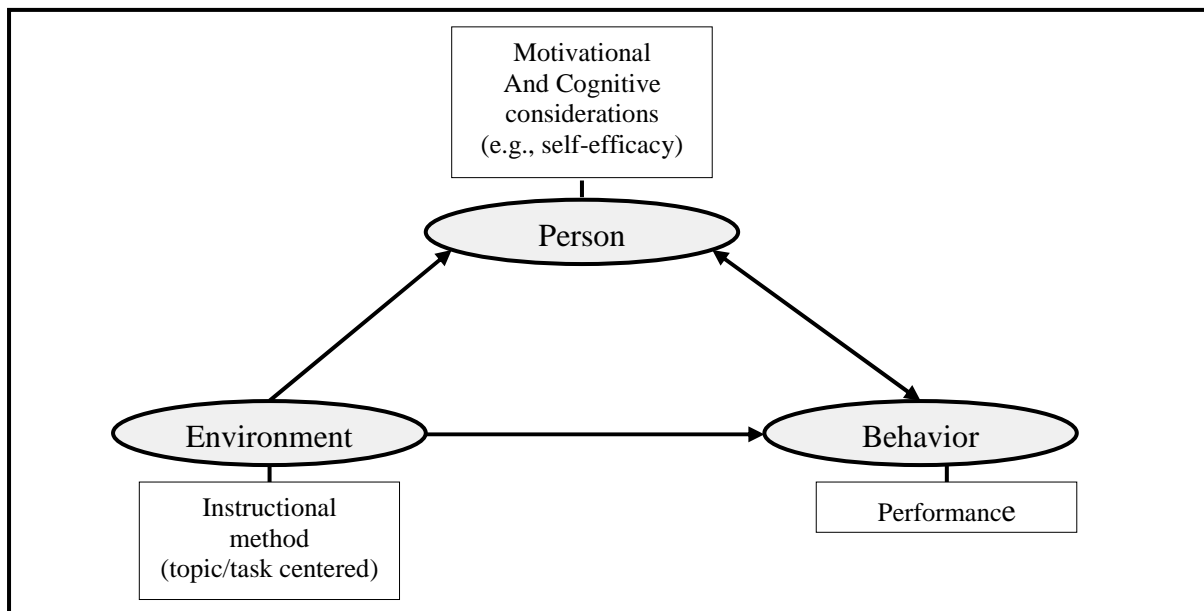 Motivational
And Cognitive
considerations
(e.g., self-efficacy)
Person
Environment
Behavior
Instructional
method
(topic/task centered)
Performance